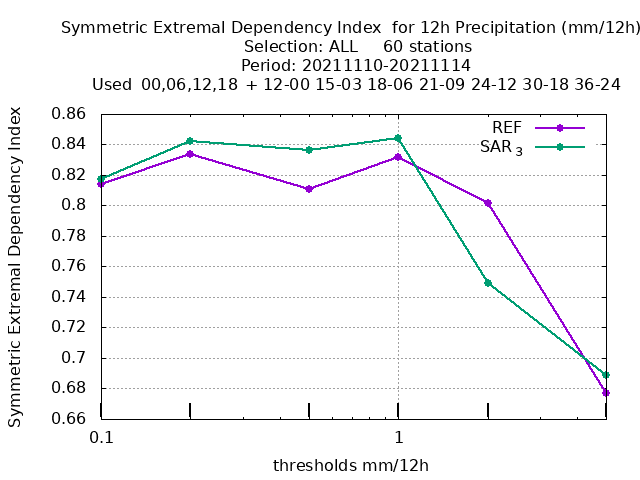 Symmetric Extremal Dependency Index  for 12h Precipitation (mm/12h)
Selection: ALL     60 stations
Period: 20211110-20211114
Used  00,06,12,18  + 12-00 15-03 18-06 21-09 24-12 30-18 36-24
Symmetric Extremal Dependency Index
0.86
0.84
0.82
0.8
0.78
0.76
0.74
0.72
0.7
0.68
0.66
REF
SAR 3
0.1 1
thresholds mm/12h